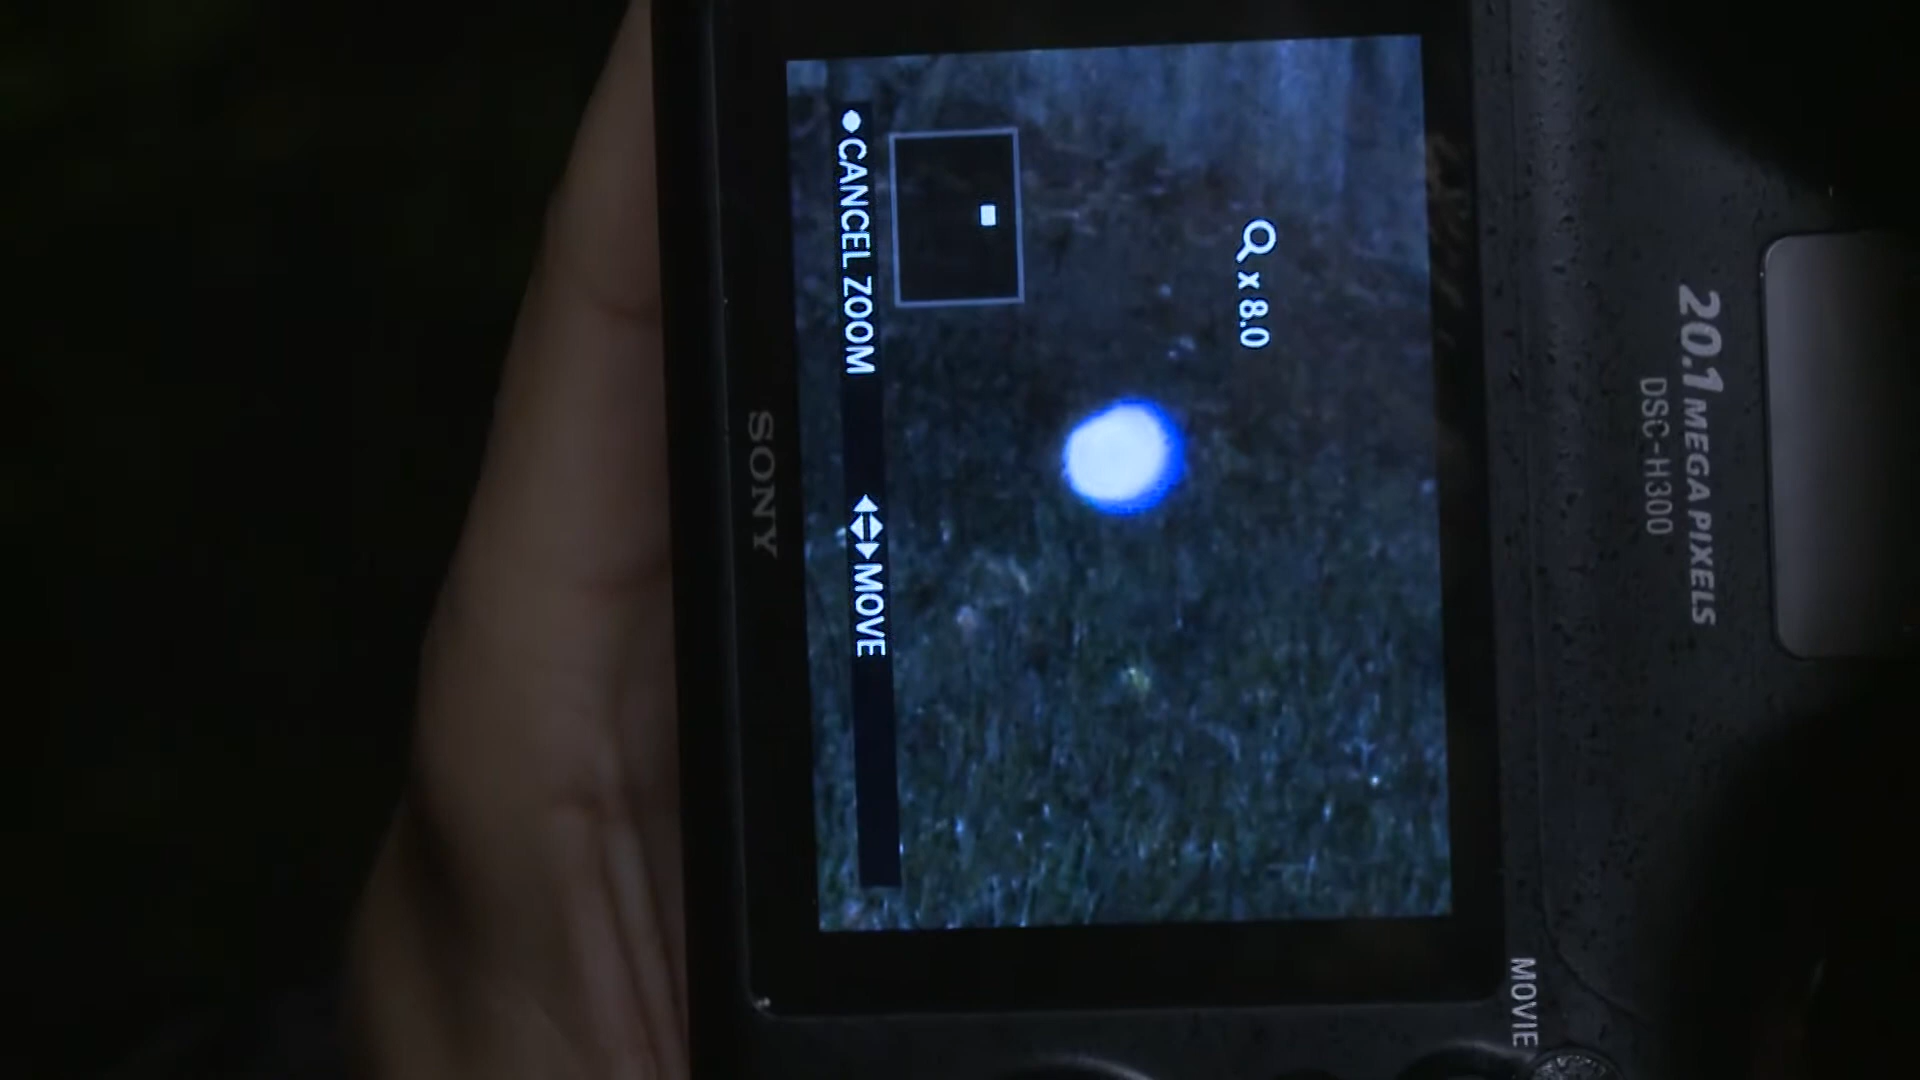 20.1 MEGA PIXELS
DSC-H300
x 8.0
●CANCEL ZOOM
MOVE
SONY
MOVIE